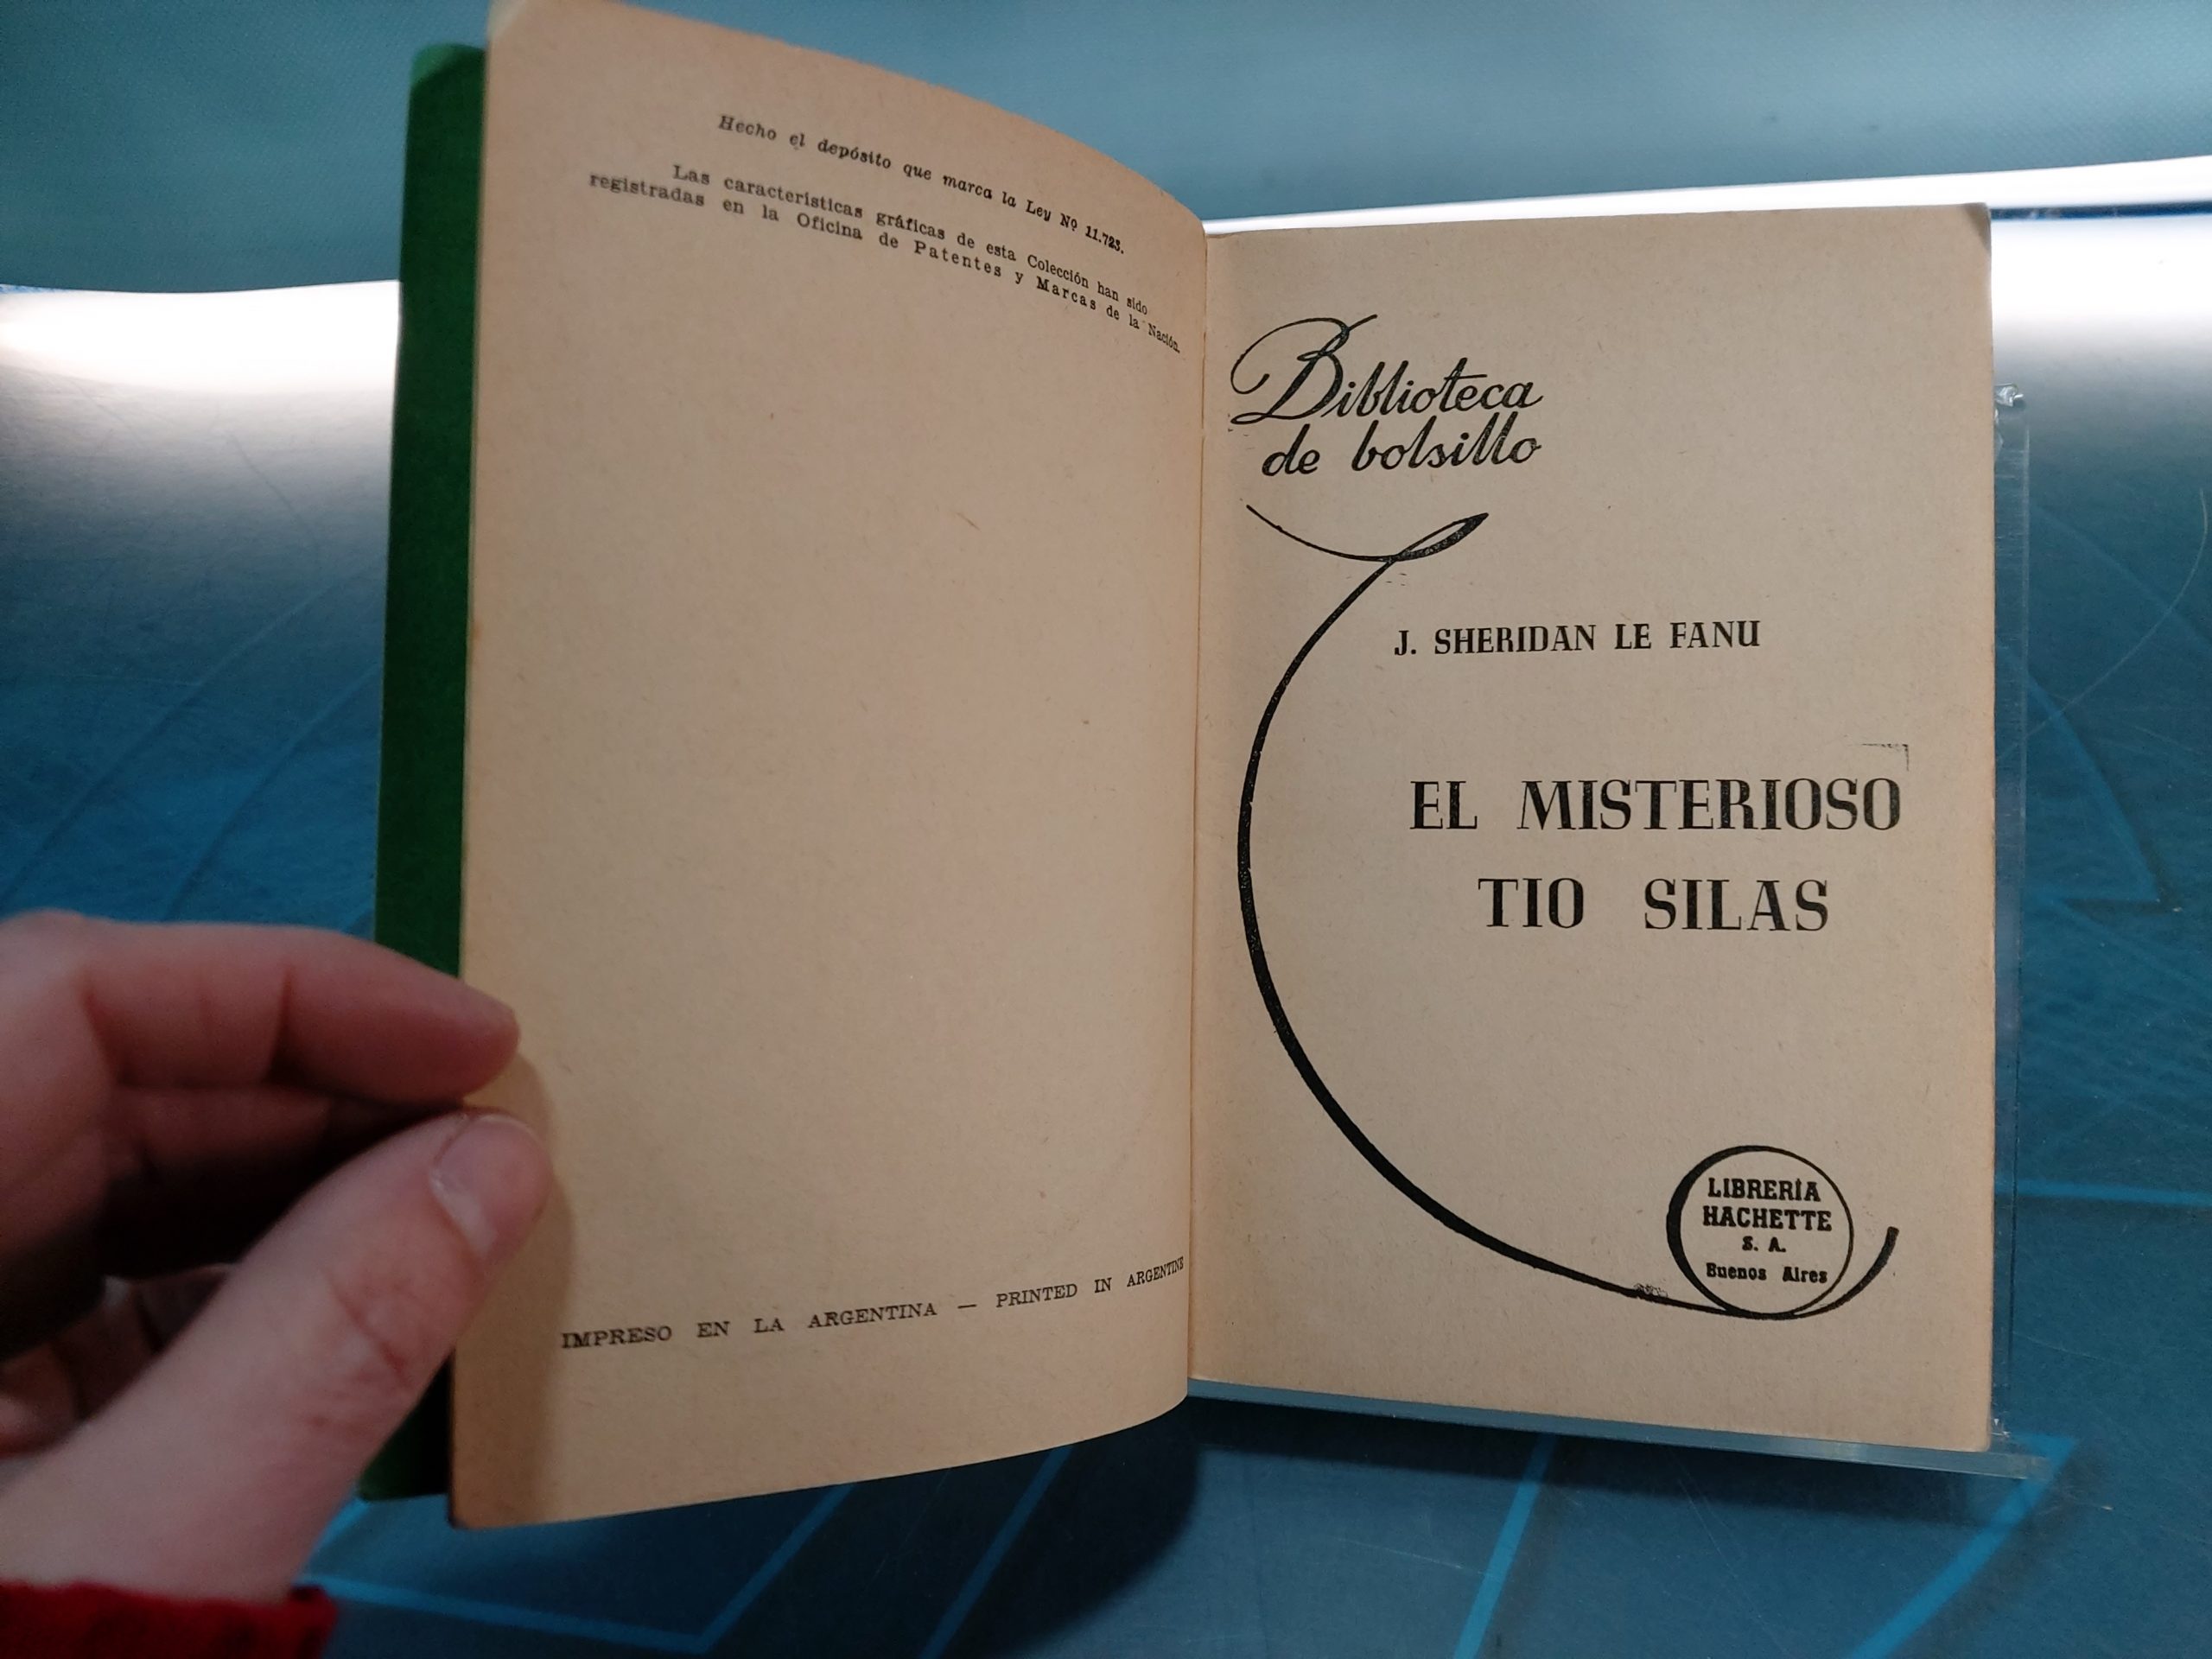 Hecho el depósito que marca la Ley Nº 11.723.
Las características gráficas de esta Colección han sido
registradas en la Oficina de Patentes y Marcas de la Nación.
IMPRESO EN LA ARGENTINA — PRINTED IN ARGENTINE
Biblioteca
de bolsillo
J. SHERIDAN LE FANU
EL MISTERIOSO
TIO SILAS
LIBRERÍA
HACHETTE
S. A.
Buenos Aires